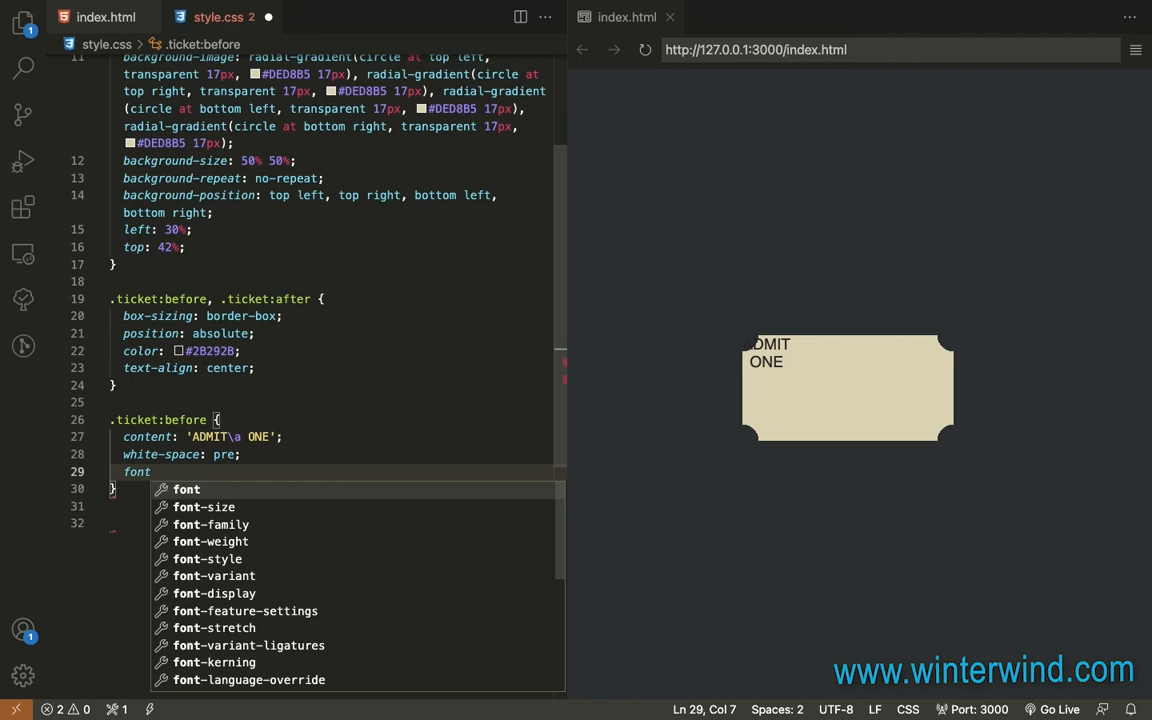 index.html
style.css 2
index.html
style.css > .ticket:before
http://127.0.0.1:3000/index.html
11 background-image: radial-gradient(circle at top left,
transparent 17px, #DED8B5 17px), radial-gradient(circle at
top right, transparent 17px, #DED8B5 17px), radial-gradient
(circle at bottom left, transparent 17px, #DED8B5 17px),
radial-gradient(circle at bottom right, transparent 17px,
#DED8B5 17px);
12 background-size: 50% 50%;
13 background-repeat: no-repeat;
14 background-position: top left, top right, bottom left,
bottom right;
15 left: 30%;
16 top: 42%;
17 }
18
19 .ticket:before, .ticket:after {
20 box-sizing: border-box;
21 position: absolute;
22 color: #2B292B;
23 text-align: center;
24 }
25
26 .ticket:before {
27 content: 'ADMIT\a ONE';
28 white-space: pre;
29 font
30 }
31
32
font
font-size
font-family
font-weight
font-style
font-variant
font-display
font-feature-settings
font-stretch
font-variant-ligatures
font-kerning
font-language-override
ADMIT
ONE
www.winterwind.com
1
1
2 0 1
Ln 29, Col 7 Spaces: 2 UTF-8 LF CSS Port: 3000 Go Live